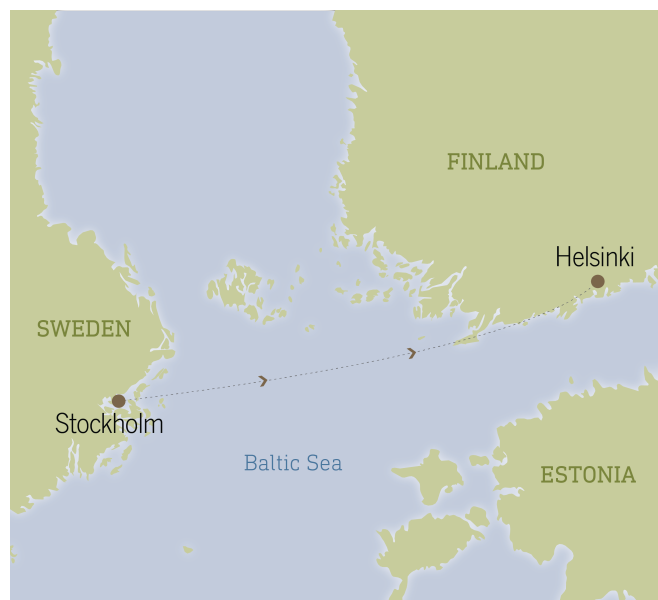 FINLAND
Helsinki
SWEDEN
Stockholm
Baltic Sea
ESTONIA